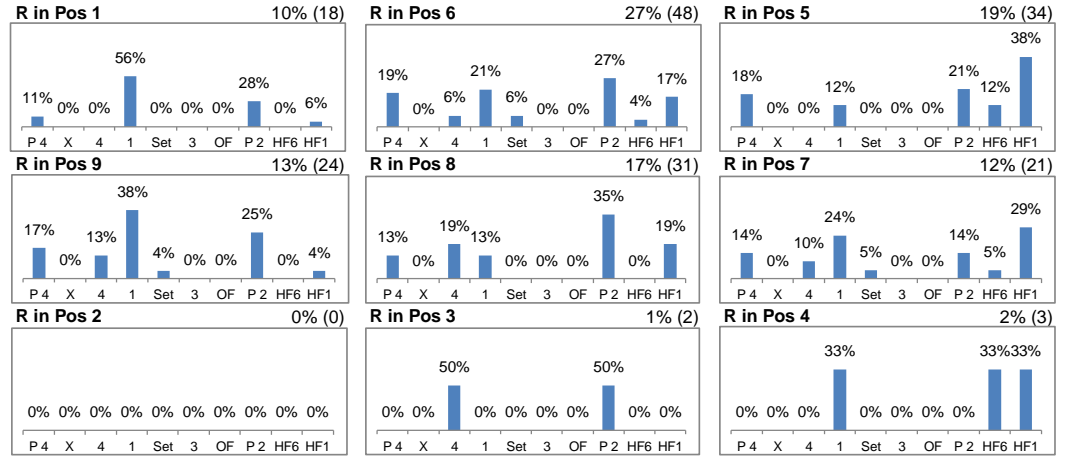 R in Pos 1 10% (18)
11% 0% 0% 56% 0% 0% 0% 28% 0% 6%
P 4 X 4 1 Set 3 OF P 2 HF6 HF1
R in Pos 6 27% (48)
19% 0% 6% 21% 6% 0% 0% 27% 4% 17%
P 4 X 4 1 Set 3 OF P 2 HF6 HF1
R in Pos 5 19% (34)
18% 0% 0% 12% 0% 0% 0% 21% 12% 38%
P 4 X 4 1 Set 3 OF P 2 HF6 HF1
R in Pos 9 13% (24)
17% 0% 13% 38% 4% 0% 0% 25% 0% 4%
P 4 X 4 1 Set 3 OF P 2 HF6 HF1
R in Pos 8 17% (31)
13% 0% 19% 13% 0% 0% 0% 35% 0% 19%
P 4 X 4 1 Set 3 OF P 2 HF6 HF1
R in Pos 7 12% (21)
14% 0% 10% 24% 5% 0% 0% 14% 5% 29%
P 4 X 4 1 Set 3 OF P 2 HF6 HF1
R in Pos 2 0% (0)
0% 0% 0% 0% 0% 0% 0% 0% 0% 0%
P 4 X 4 1 Set 3 OF P 2 HF6 HF1
R in Pos 3 1% (2)
0% 0% 50% 0% 0% 0% 0% 50% 0% 0%
P 4 X 4 1 Set 3 OF P 2 HF6 HF1
R in Pos 4 2% (3)
0% 0% 0% 33% 0% 0% 0% 0% 33% 33%
P 4 X 4 1 Set 3 OF P 2 HF6 HF1